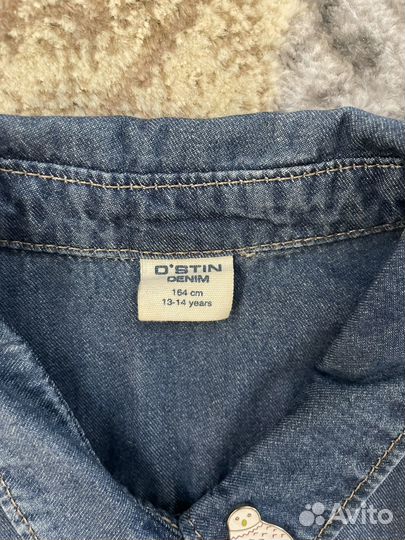 O'STIN
DENIM
164 cm
13-14 years
Avito